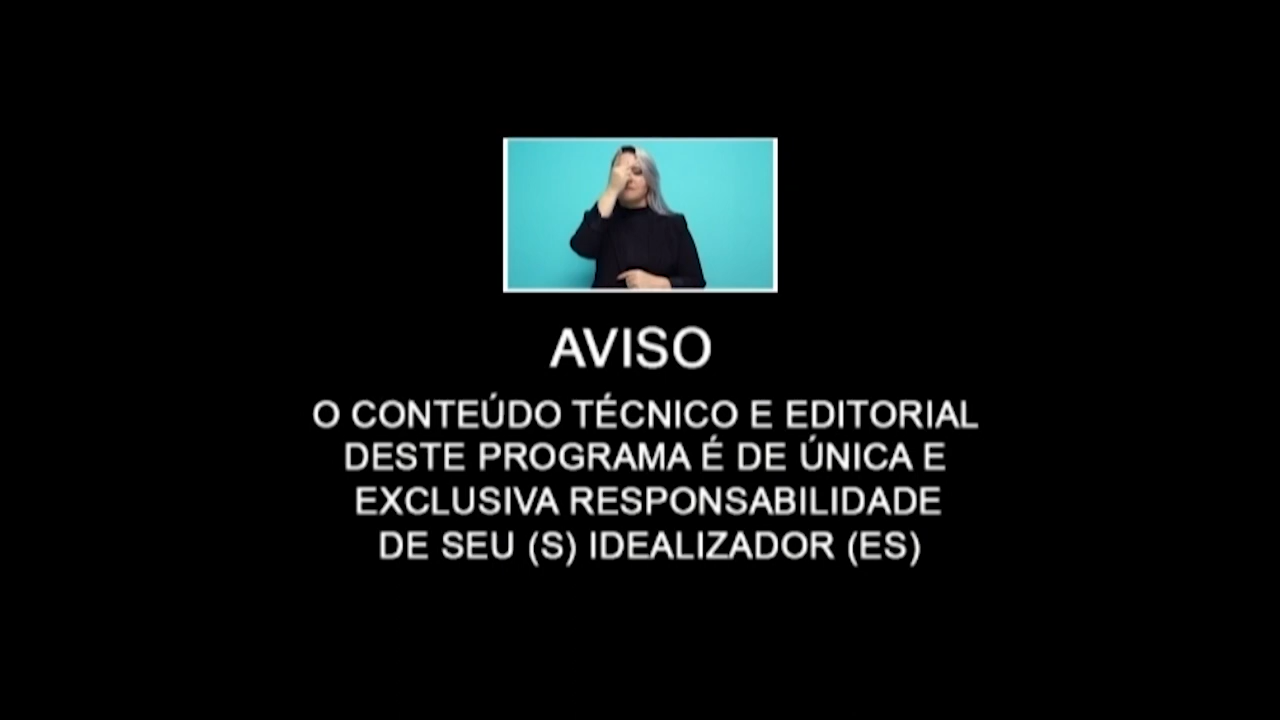 AVISO
O CONTEÚDO TÉCNICO E EDITORIAL
DESTE PROGRAMA É DE ÚNICA E
EXCLUSIVA RESPONSABILIDADE
DE SEU (S) IDEALIZADOR (ES)